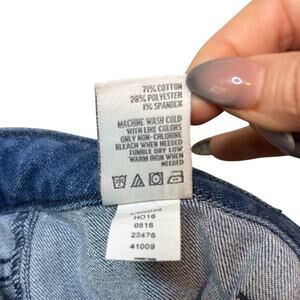 71% COTTON
28% POLYESTER
1% SPANDEX
MACHINE WASH COLD
WITH LIKE COLORS
ONLY NON-CHLORINE
BLEACH WHEN NEEDED
TUMBLE DRY LOW
WARM IRON WHEN
NEEDED
HO16
0816
22476
41009